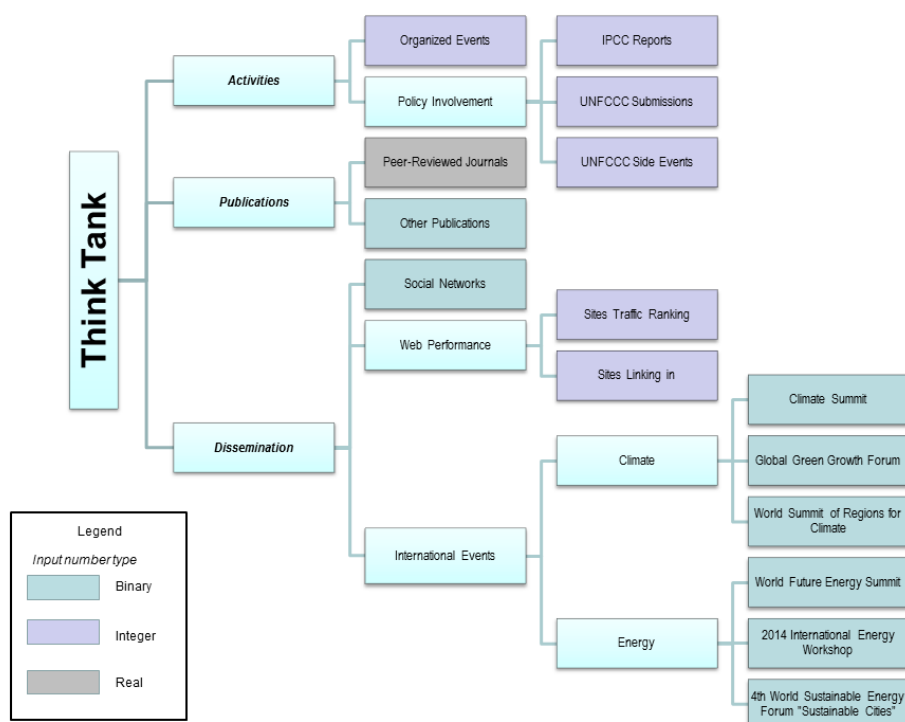 Think Tank
Activities
Organized Events
Policy Involvement
IPCC Reports
UNFCCC Submissions
UNFCCC Side Events
Publications
Peer-Reviewed Journals
Other Publications
Dissemination
Social Networks
Web Performance
Sites Traffic Ranking
Sites Linking in
International Events
Climate
Climate Summit
Global Green Growth Forum
World Summit of Regions for
Climate
Energy
World Future Energy Summit
2014 International Energy
Workshop
4th World Sustainable Energy
Forum "Sustainable Cities"
Legend
Input number type
Binary
Integer
Real